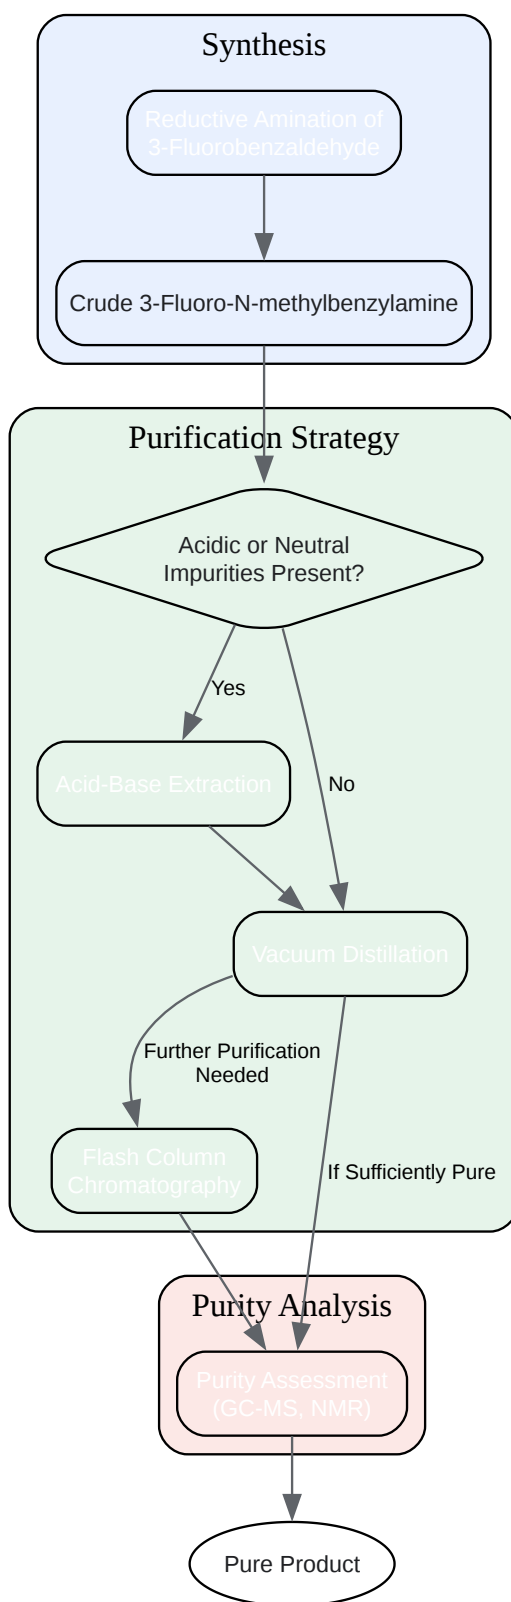 Synthesis
Reductive Amination of
3-Fluorobenzaldehyde
Crude 3-Fluoro-N-methylbenzylamine
Purification Strategy
Acidic or Neutral
Impurities Present?
Yes
Acid-Base Extraction
No
Vacuum Distillation
Further Purification
Needed
Flash Column
Chromatography
If Sufficiently Pure
Purity Analysis
Purity Assessment
(GC-MS, NMR)
Pure Product